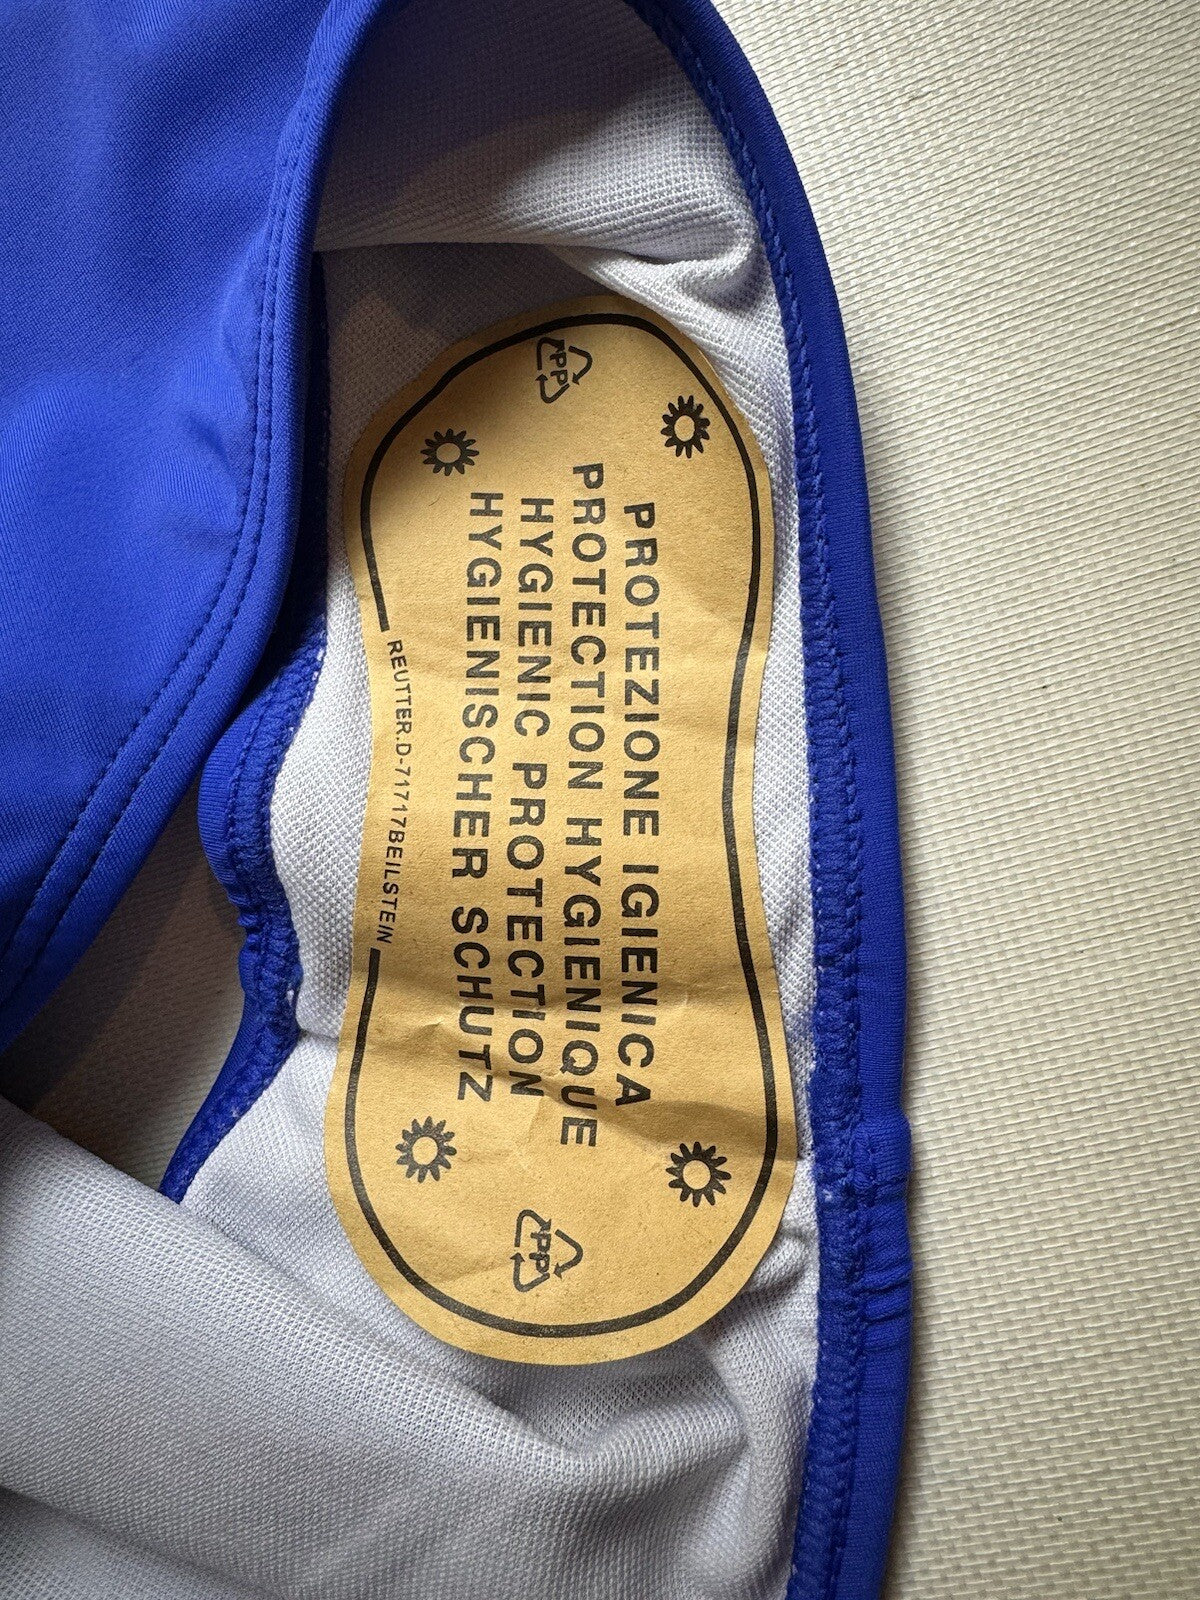 PP
PROTEZIONE IGIENICA
PROTECTION HYGIENIQUE
HYGIENIC PROTECTION
HYGIENISCHER SCHUTZ
REUTTER.D-71717BEILSTEIN
PP